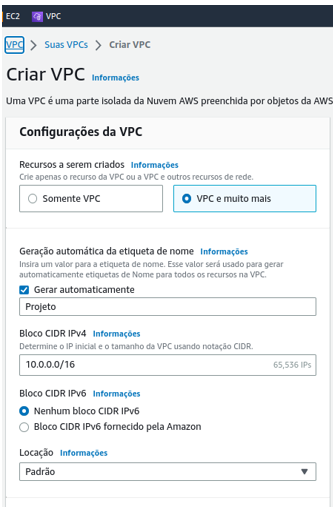 EC2 VPC
VPC > Suas VPCs > Criar VPC
Criar VPC Informações
Uma VPC é uma parte isolada da Nuvem AWS preenchida por objetos da AWS
Configurações da VPC
Recursos a serem criados Informações
Crie apenas o recurso da VPC ou a VPC e outros recursos de rede.
Somente VPC VPC e muito mais
Geração automática da etiqueta de nome Informações
Insira um valor para a etiqueta de nome. Esse valor será usado para gerar
automaticamente etiquetas de Nome para todos os recursos na VPC.
Gerar automaticamente
Projeto
Bloco CIDR IPv4 Informações
Determine o IP inicial e o tamanho da VPC usando notação CIDR.
10.0.0.0/16 65,536 IPs
Bloco CIDR IPv6 Informações
Nenhum bloco CIDR IPv6
Bloco CIDR IPv6 fornecido pela Amazon
Locação Informações
Padrão